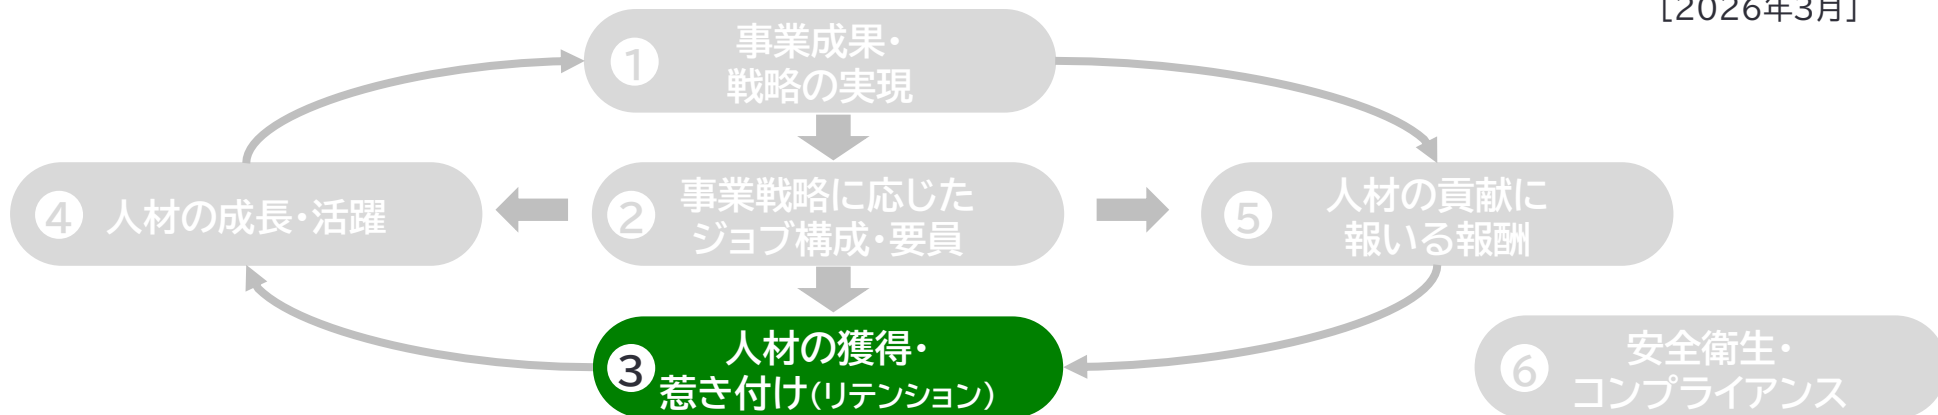 ［2026年3月］
1 事業成果・
戦略の実現
4 人材の成長・活躍
2 事業戦略に応じた
ジョブ構成・要員
5 人材の貢献に
報いる報酬
3 人材の獲得・
惹き付け（リテンション）
6 安全衛生・
コンプライアンス